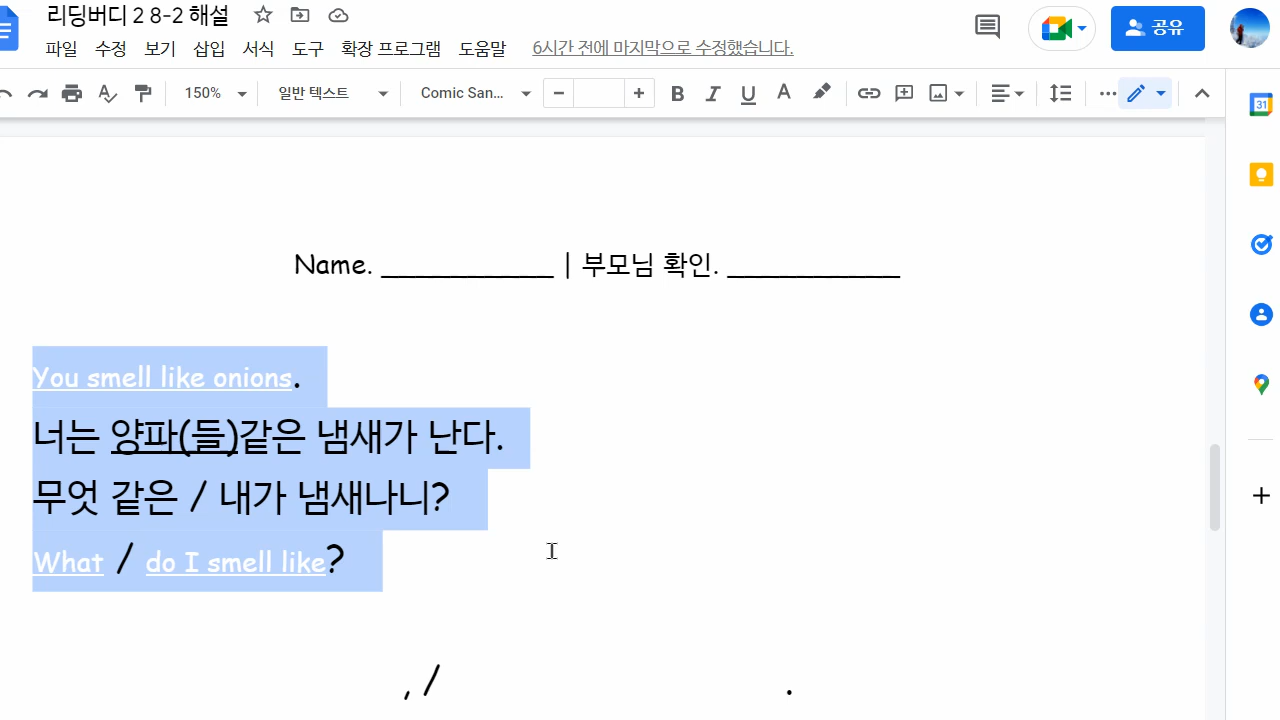 리딩버디 2 8-2 해설
파일 수정 보기 삽입 서식 도구 확장 프로그램 도움말 6시간 전에 마지막으로 수정했습니다.
공유
150% 일반 텍스트 Comic San... − + B I U A
31
Name. __________ | 부모님 확인. __________
You smell like onions.
너는 양파(들)같은 냄새가 난다.
무엇 같은 / 내가 냄새나니?
What / do I smell like?
, / .